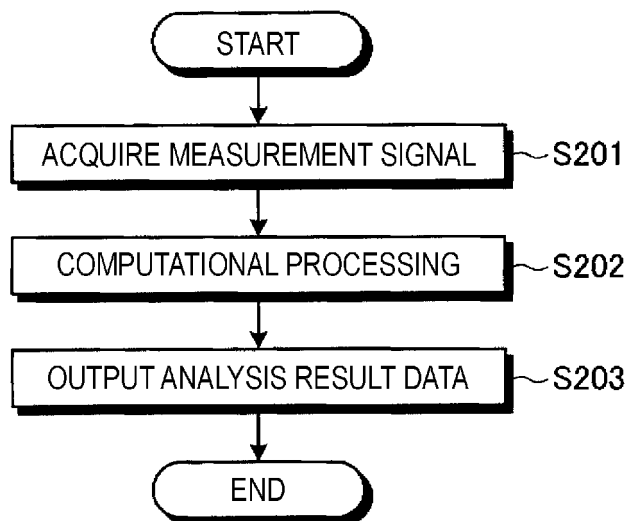 START
ACQUIRE MEASUREMENT SIGNAL S201
COMPUTATIONAL PROCESSING S202
OUTPUT ANALYSIS RESULT DATA S203
END